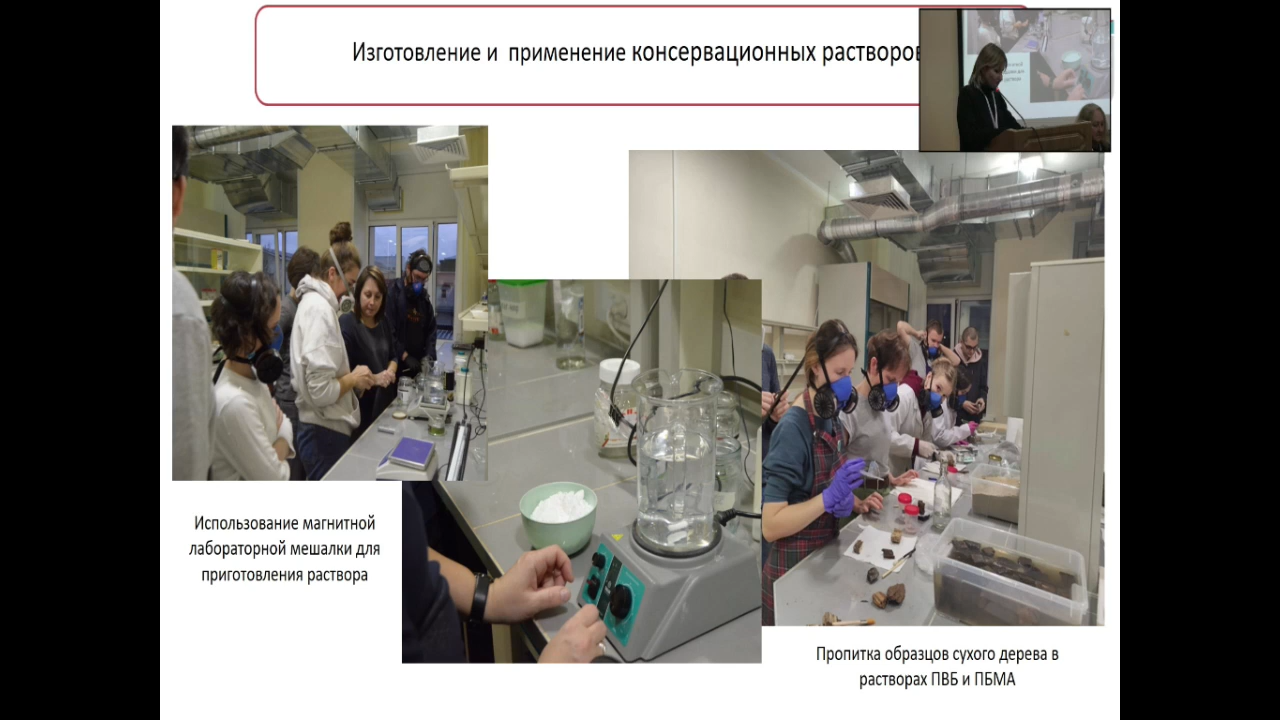 Изготовление и применение консервационных растворов
Использование магнитной
лабораторной мешалки для
приготовления раствора
Пропитка образцов сухого дерева в
растворах ПВБ и ПБМА